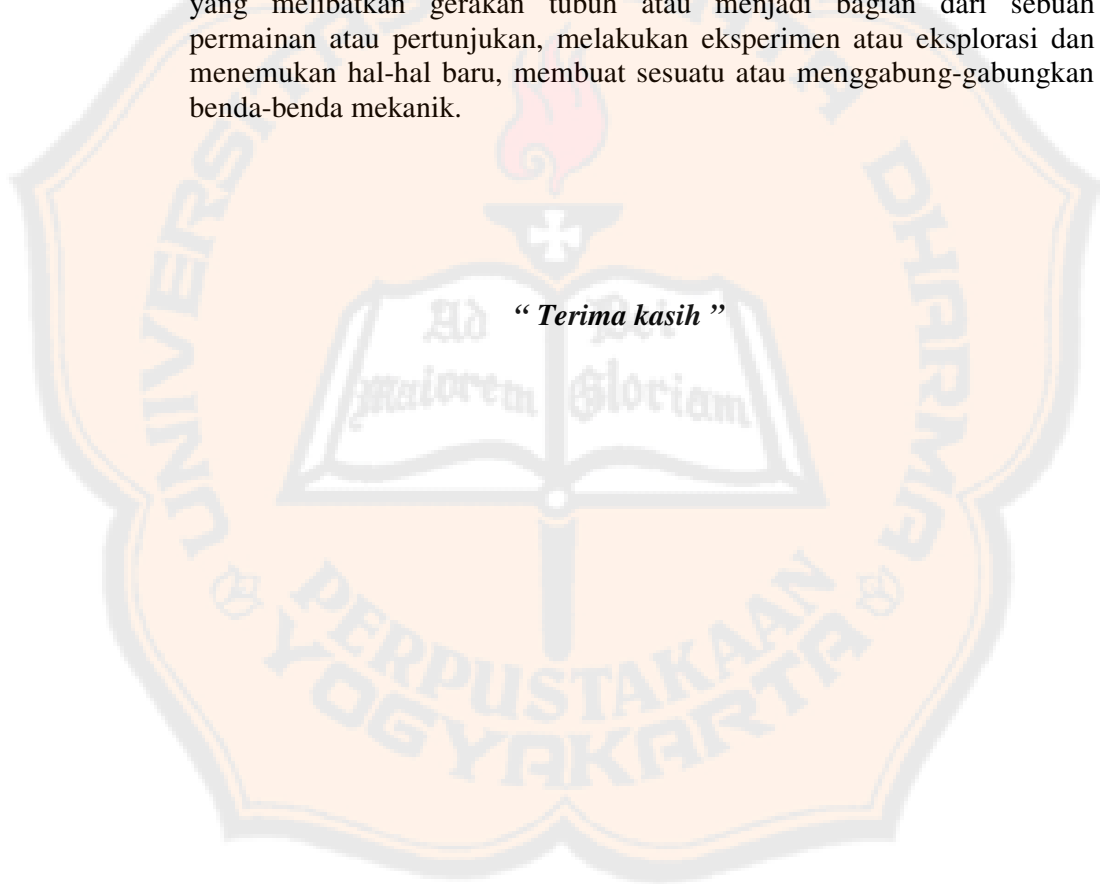 yang melibatkan gerakan tubuh atau menjadi bagian dari sebuah
permainan atau pertunjukan, melakukan eksperimen atau eksplorasi dan
menemukan hal-hal baru, membuat sesuatu atau menggabung-gabungkan
benda-benda mekanik.
“ Terima kasih ”
Ad
Dei
Maiorem
Gloriam
UNIVERSITAS
DHARMA
PERPUSTAKAAN
YOGYAKARTA